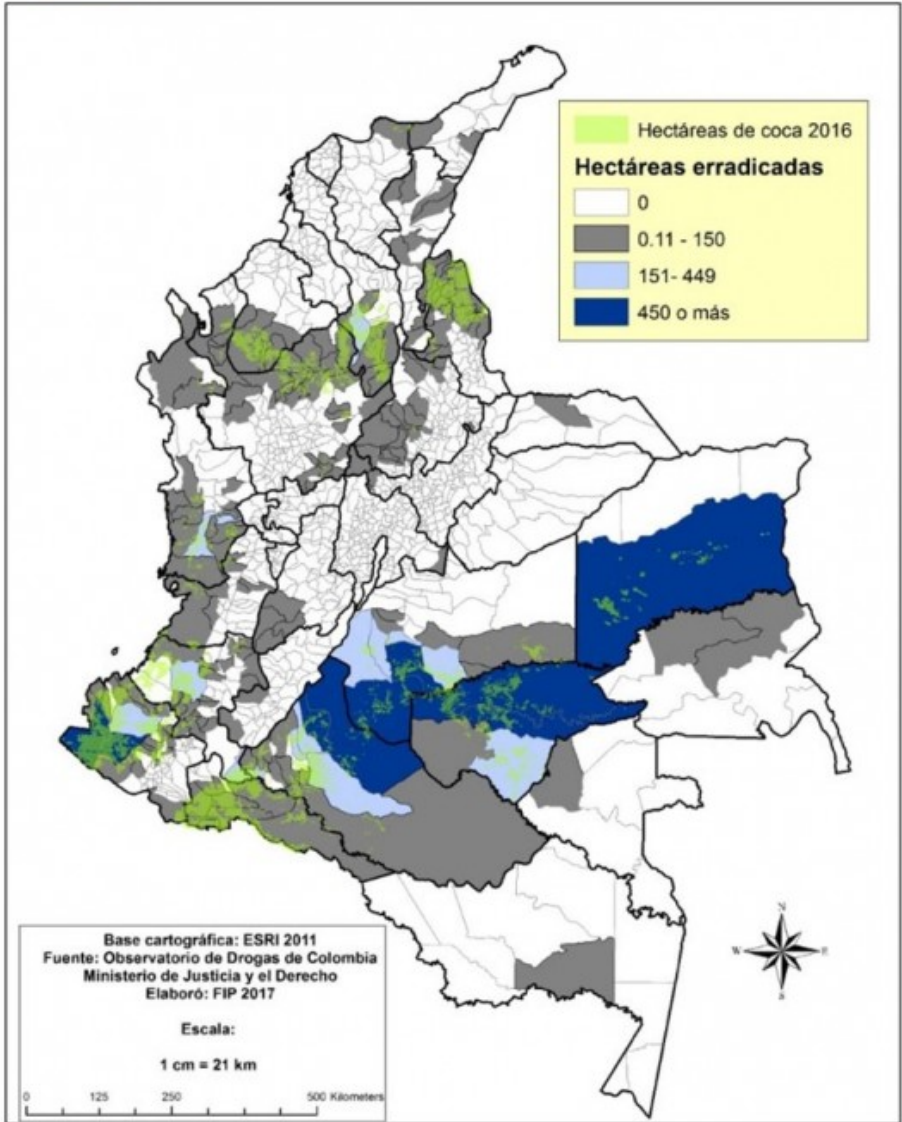 Hectáreas de coca 2016
Hectáreas erradicadas
0
0.11 - 150
151- 449
450 o más
N
W
E
S
Base cartográfica: ESRI 2011
Fuente: Observatorio de Drogas de Colombia
Ministerio de Justicia y el Derecho
Elaboró: FIP 2017
Escala:
1 cm = 21 km
0 125 250 500 Kilometers